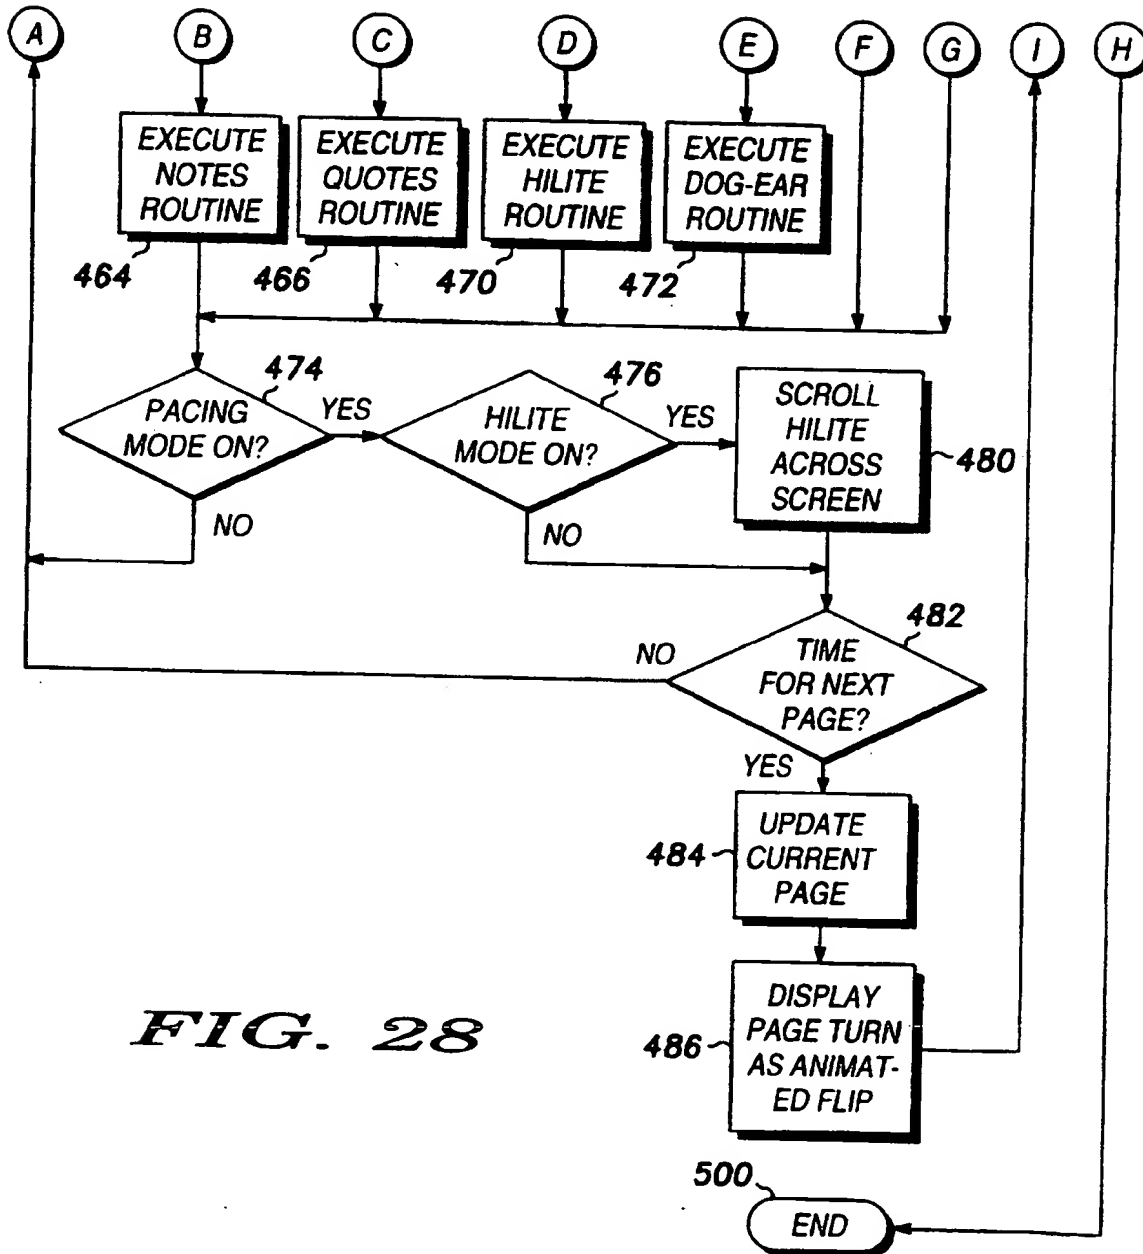 A B C D E F G I H
EXECUTE
NOTES
ROUTINE
464
EXECUTE
QUOTES
ROUTINE
466
EXECUTE
HILITE
ROUTINE
470
EXECUTE
DOG-EAR
ROUTINE
472
PACING
MODE ON?
474
YES
NO
HILITE
MODE ON?
476
YES
NO
SCROLL
HILITE
ACROSS
SCREEN
480
TIME
FOR NEXT
PAGE?
482
NO
YES
UPDATE
CURRENT
PAGE
484
DISPLAY
PAGE TURN
AS ANIMAT-
ED FLIP
486
FIG. 28
500
END